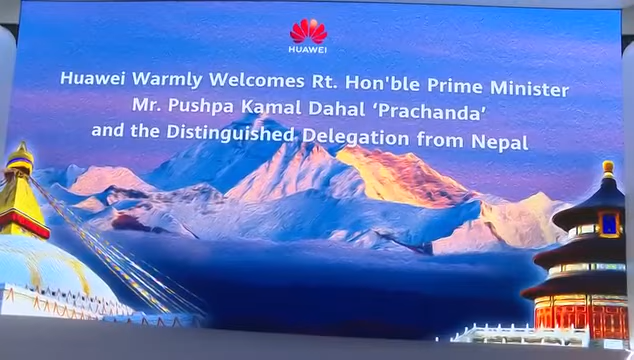 HUAWEI
Huawei Warmly Welcomes Rt. Hon'ble Prime Minister
Mr. Pushpa Kamal Dahal ‘Prachanda’
and the Distinguished Delegation from Nepal